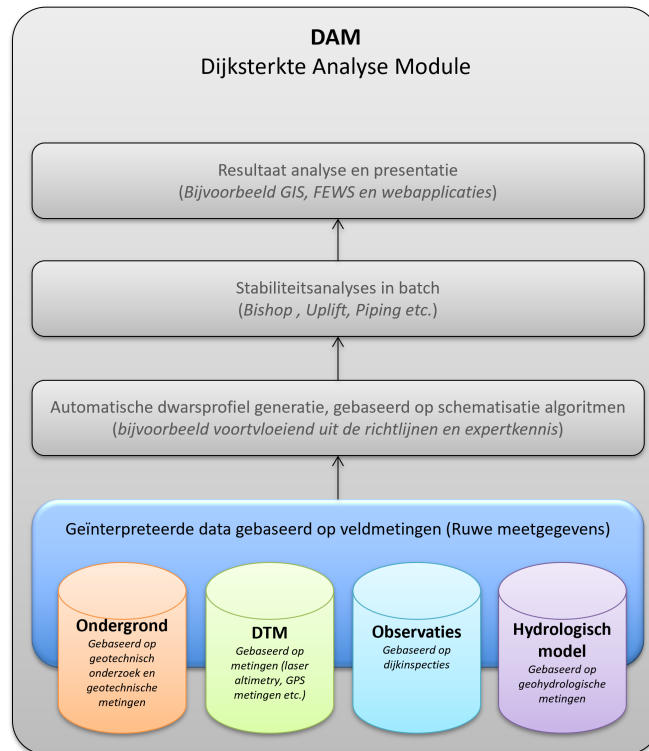 DAM
Dijksterkte Analyse Module
Resultaat analyse en presentatie
(Bijvoorbeeld GIS, FEWS en webapplicaties)
Stabiliteitsanalyses in batch
(Bishop , Uplift, Piping etc.)
Automatische dwarsprofiel generatie, gebaseerd op schematisatie algoritmen
(bijvoorbeeld voortvloeiend uit de richtlijnen en expertkennis)
Geïnterpreteerde data gebaseerd op veldmetingen (Ruwe meetgegevens)
Ondergrond
Gebaseerd op
geotechnisch
onderzoek en
geotechnische
metingen
DTM
Gebaseerd op
metingen (laser
altimetry, GPS
metingen etc.)
Observaties
Gebaseerd op
dijkinspecties
Hydrologisch
model
Gebaseerd op
geohydrologische
metingen